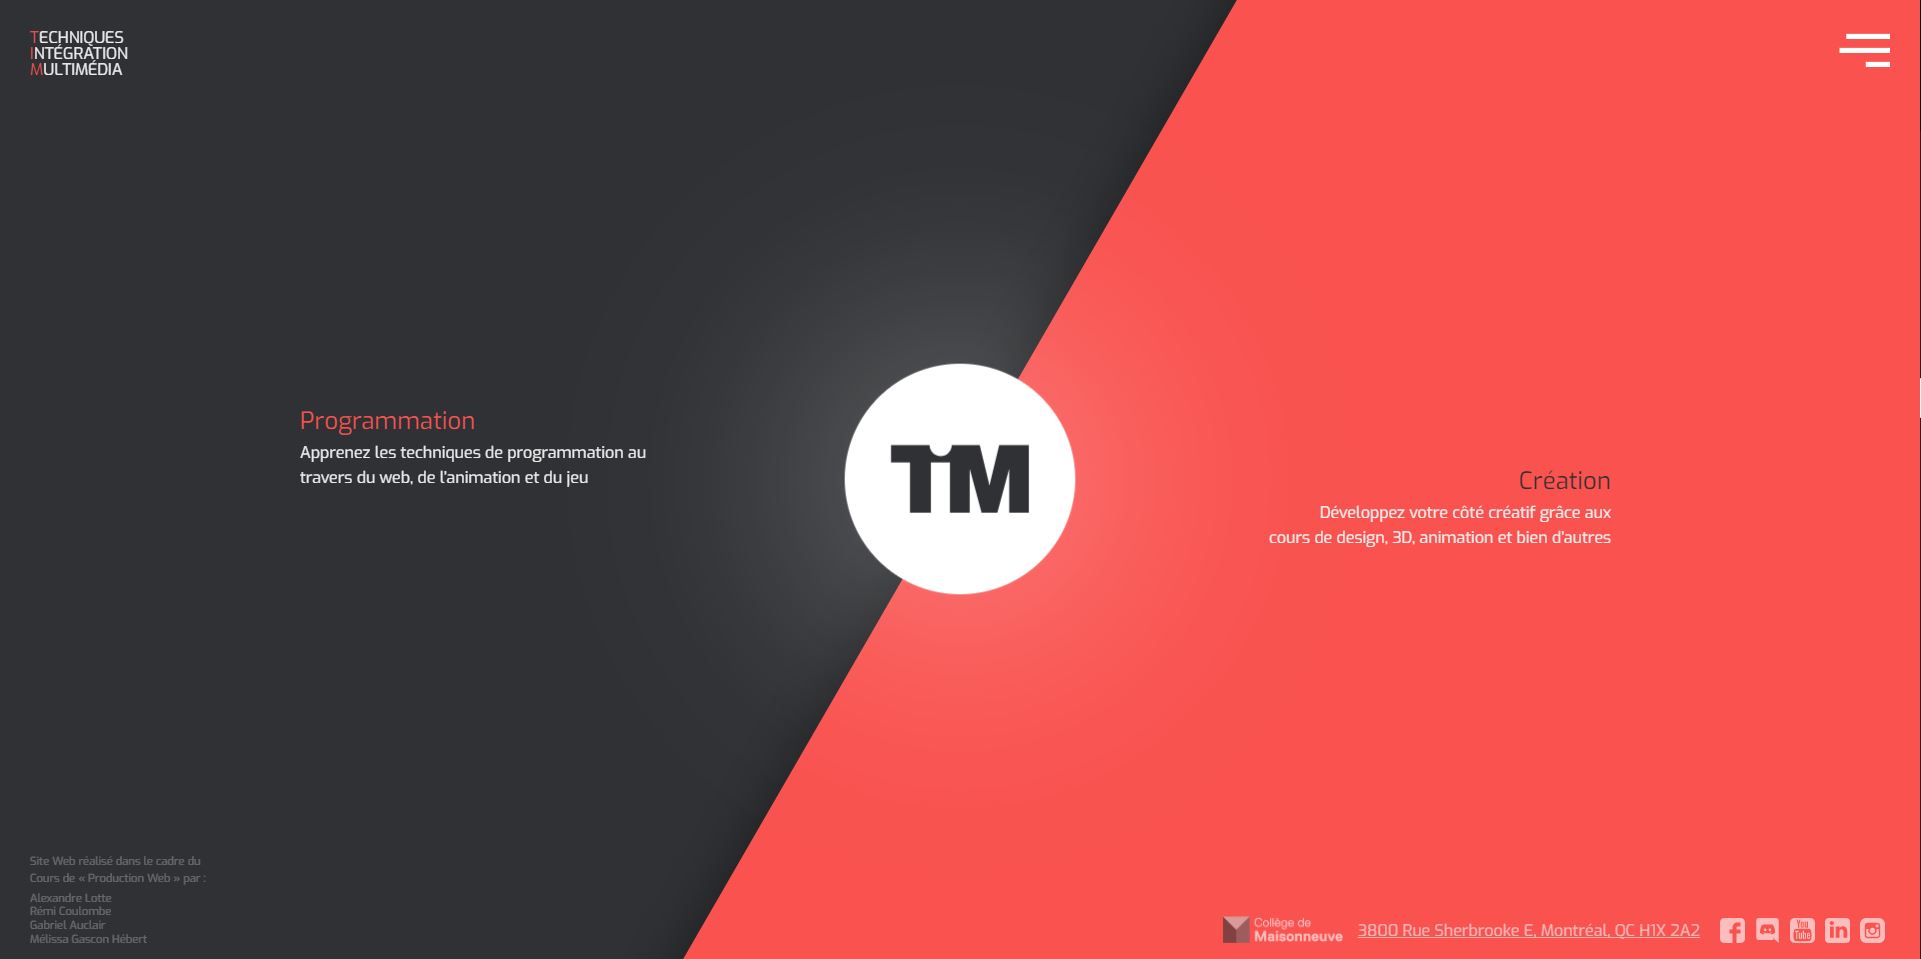 TECHNIQUES
INTÉGRATION
MULTIMÉDIA
Programmation
Apprenez les techniques de programmation au
travers du web, de l'animation et du jeu
TIM
Création
Développez votre côté créatif grâce aux
cours de design, 3D, animation et bien d'autres
Site Web réalisé dans le cadre du
Cours de « Production Web » par :
Alexandre Lotte
Rémi Coulombe
Gabriel Auclair
Mélissa Gascon Hébert
Collège de
Maisonneuve
3800 Rue Sherbrooke E, Montréal, QC H1X 2A2
You
Tube
in